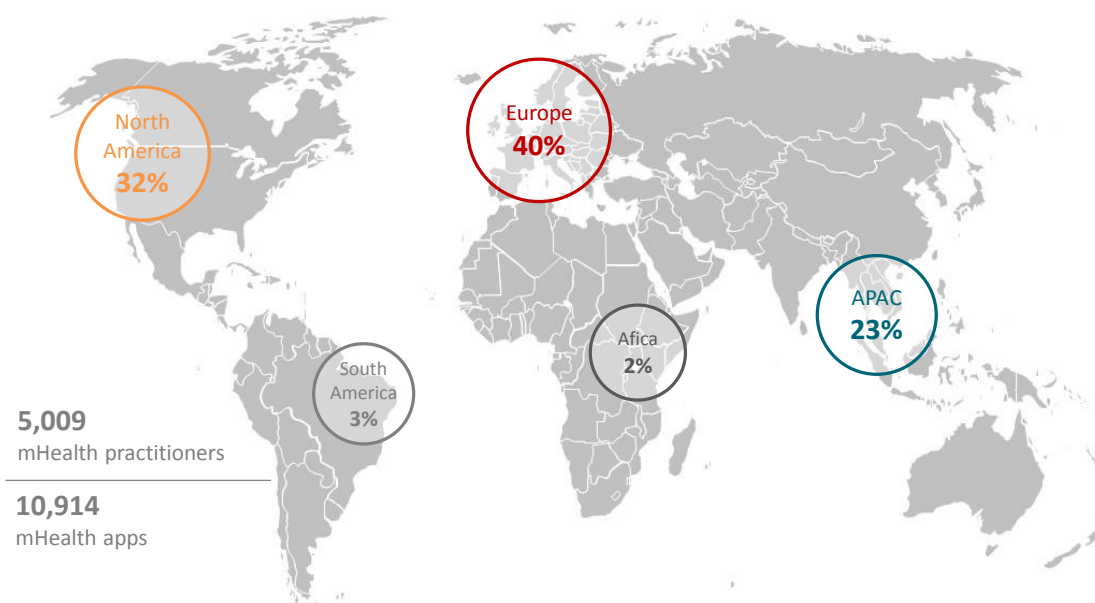 North
America
32%
Europe
40%
APAC
23%
Afica
2%
South
America
3%
5,009
mHealth practitioners
10,914
mHealth apps